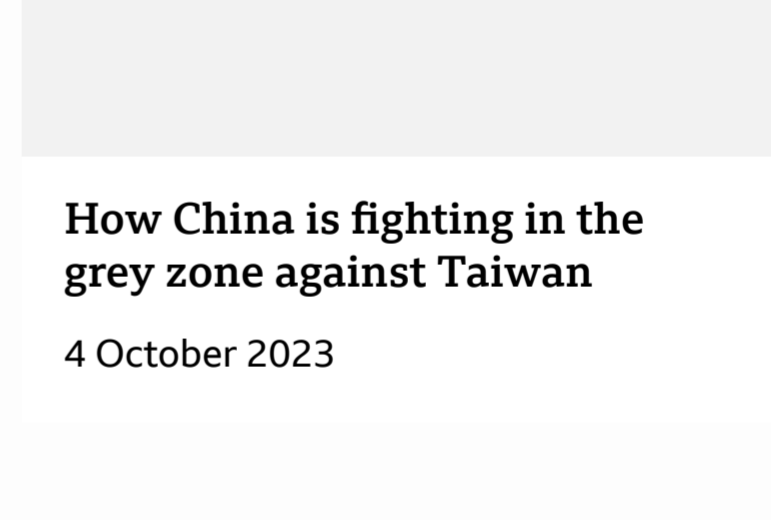 How China is fighting in the
grey zone against Taiwan
4 October 2023